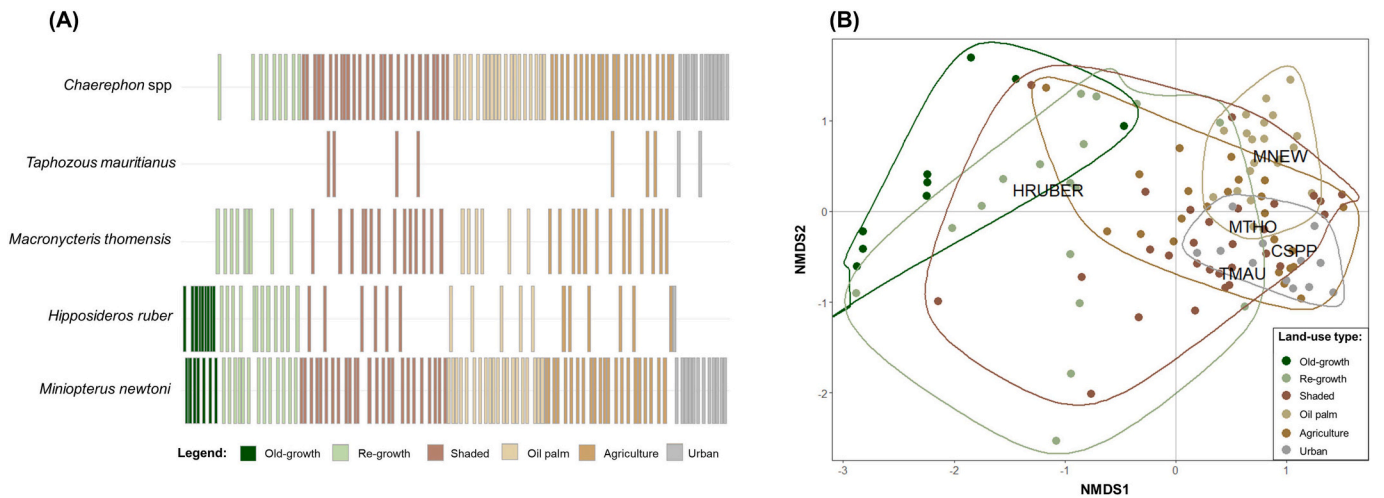 (A)
Chaerephon spp
Taphozous mauritianus
Macronycteris thomensis
Hipposideros ruber
Miniopterus newtoni
Legend: Old-growth Re-growth Shaded Oil palm Agriculture Urban
(B)
NMDS2
1
0
-1
-2
HRUBER
MNEW
MTHO
CSPP
TMAU
Land-use type:
Old-growth
Re-growth
Shaded
Oil palm
Agriculture
Urban
-3 -2 -1 0 1
NMDS1